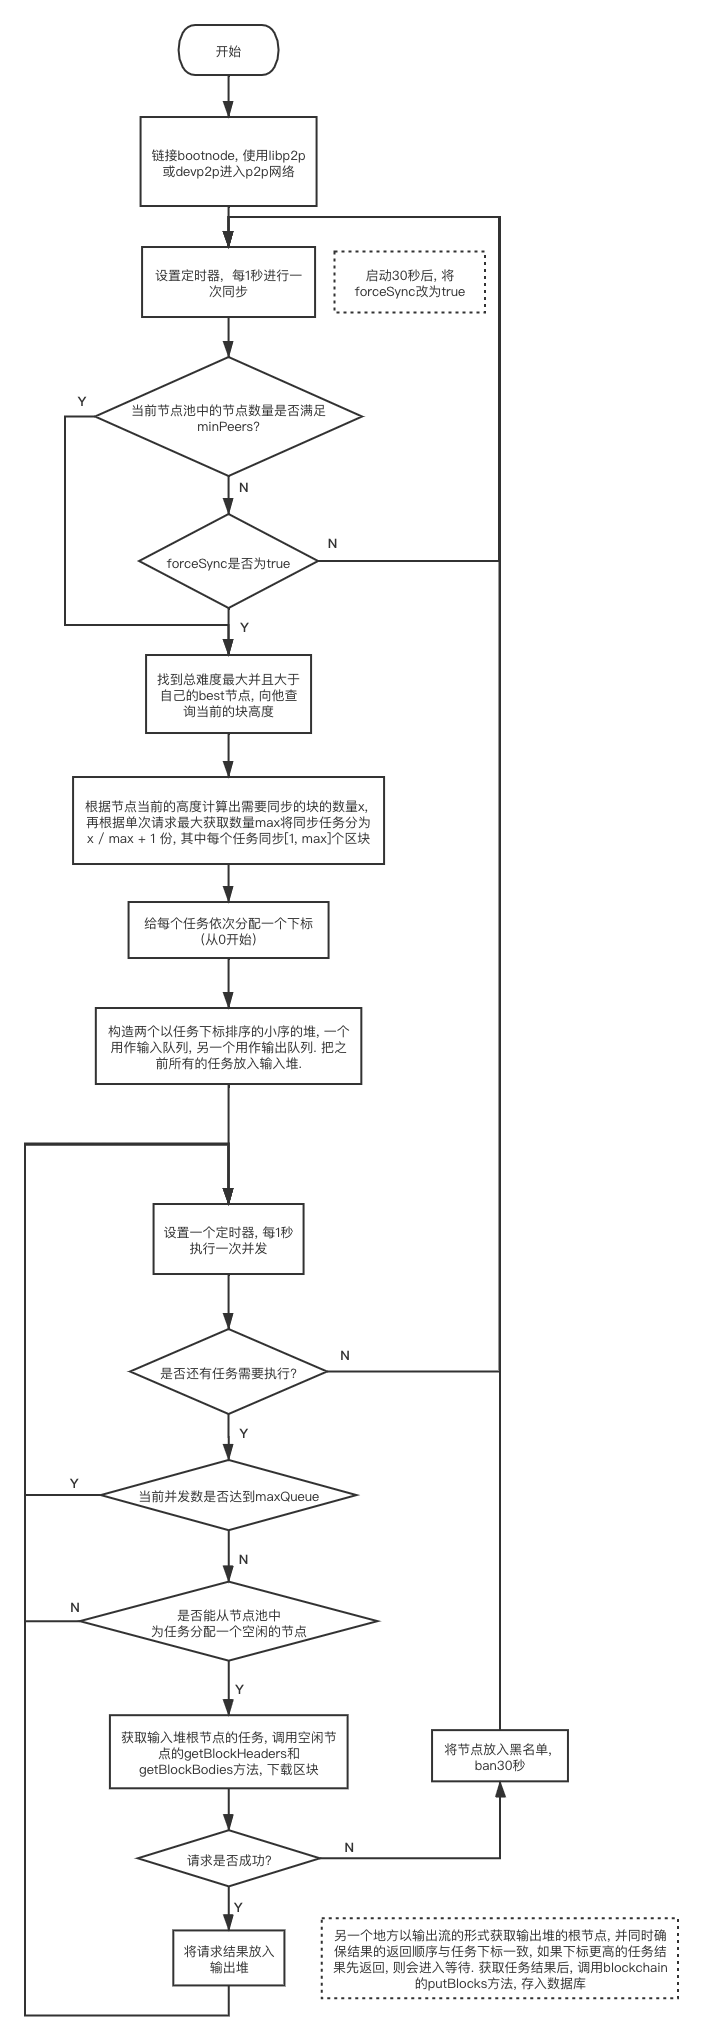 开始
链接bootnode, 使用libp2p
或devp2p进入p2p网络
设置定时器, 每1秒进行一
次同步
启动30秒后, 将
forceSync改为true
Y
当前节点池中的节点数量是否满足
minPeers?
N
forceSync是否为true
N
Y
找到总难度最大并且大于
自己的best节点, 向他查
询当前的块高度
根据节点当前的高度计算出需要同步的块的数量x,
再根据单次请求最大获取数量max将同步任务分为
x / max + 1 份, 其中每个任务同步[1, max]个区块
给每个任务依次分配一个下标
(从0开始)
构造两个以任务下标排序的小序的堆, 一个
用作输入队列, 另一个用作输出队列. 把之
前所有的任务放入输入堆.
设置一个定时器, 每1秒
执行一次并发
是否还有任务需要执行?
N
Y
Y
当前并发数是否达到maxQueue
N
N
是否能从节点池中
为任务分配一个空闲的节点
Y
获取输入堆根节点的任务, 调用空闲节
点的getBlockHeaders和
getBlockBodies方法, 下载区块
将节点放入黑名单,
ban30秒
请求是否成功?
N
Y
将请求结果放入
输出堆
另一个地方以输出流的形式获取输出堆的根节点, 并同时确
保结果的返回顺序与任务下标一致, 如果下标更高的任务结
果先返回, 则会进入等待. 获取任务结果后, 调用blockchain
的putBlocks方法, 存入数据库